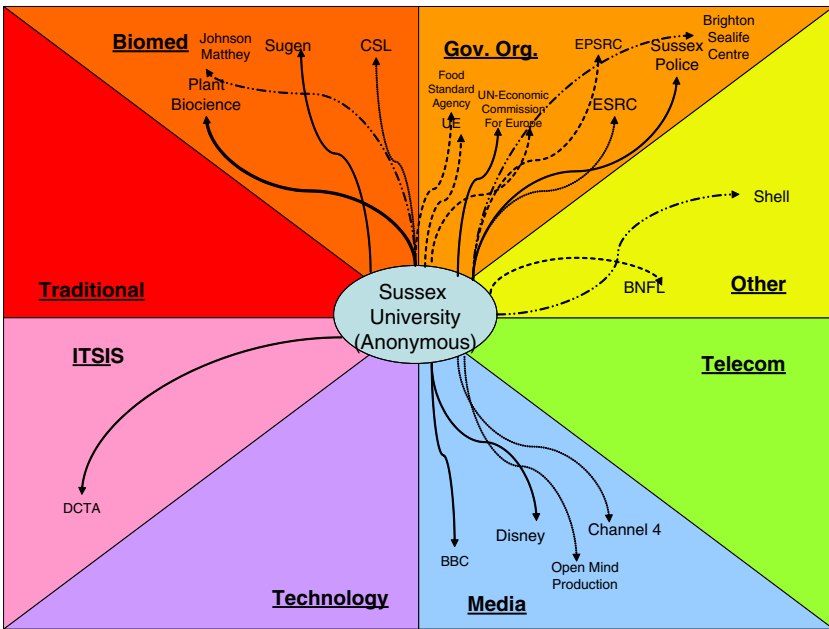 Biomed
Johnson
Matthey
Sugen
CSL
Plant
Biocience
Gov. Org.
EPSRC
Sussex
Police
Brighton
Sealife
Centre
Food
Standard
Agency
UE
UN-Economic
Commission
For Europe
ESRC
Shell
BNFL
Other
Traditional
Sussex
University
(Anonymous)
ITSIS
Telecom
DCTA
Technology
BBC
Disney
Channel 4
Open Mind
Production
Media